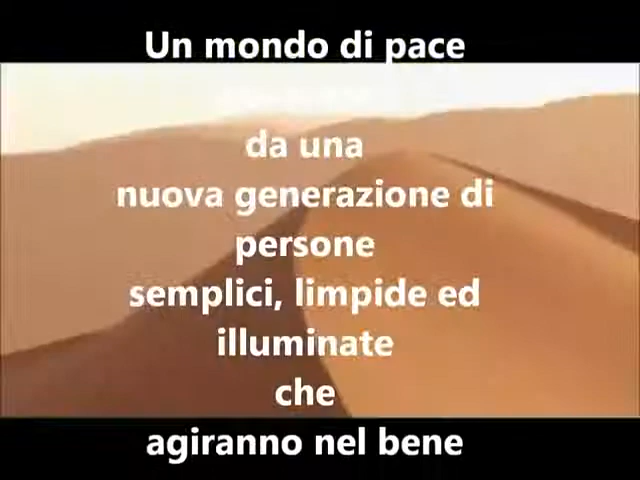 Un mondo di pace
da una
nuova generazione di
persone
semplici, limpide ed
illuminate
che
agiranno nel bene